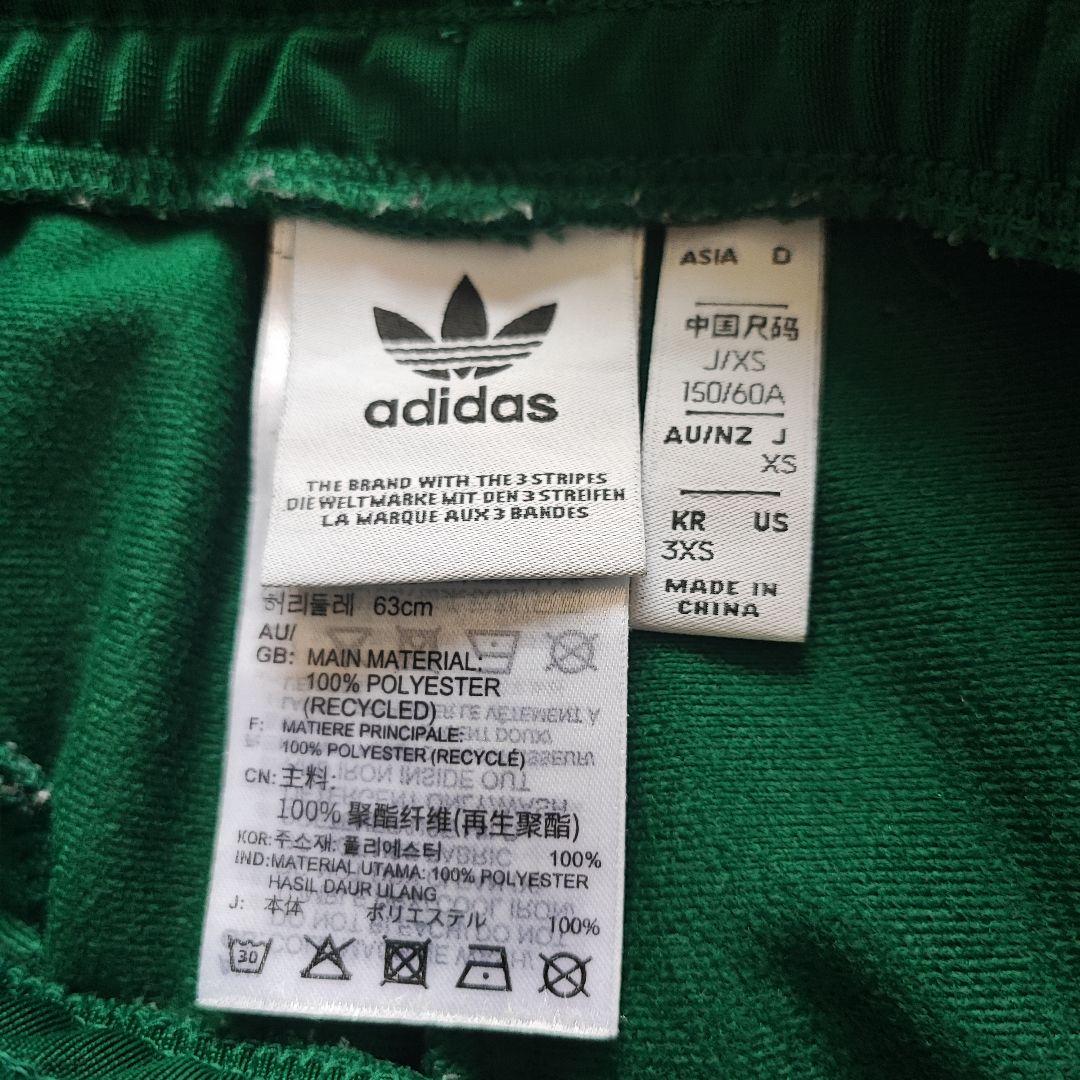 adidas
THE BRAND WITH THE 3 STRIPES
DIE WELTMARKE MIT DEN 3 STREIFEN
LA MARQUE AUX 3 BANDES
ASIA D
中国尺码
J/XS
150/60A
AU/NZ J
XS
KR US
3XS
MADE IN
CHINA
허리둘레 63cm
AU/
GB: MAIN MATERIAL:
100% POLYESTER
(RECYCLED)
F: MATIERE PRINCIPALE:
100% POLYESTER (RECYCLÉ)
CN: 主料:
100% 聚酯纤维(再生聚酯)
KOR: 주소재: 폴리에스터 100%
IND: MATERIAL UTAMA: 100% POLYESTER
HASIL DAUR ULANG
J: 本体 ポリエステル 100%
30